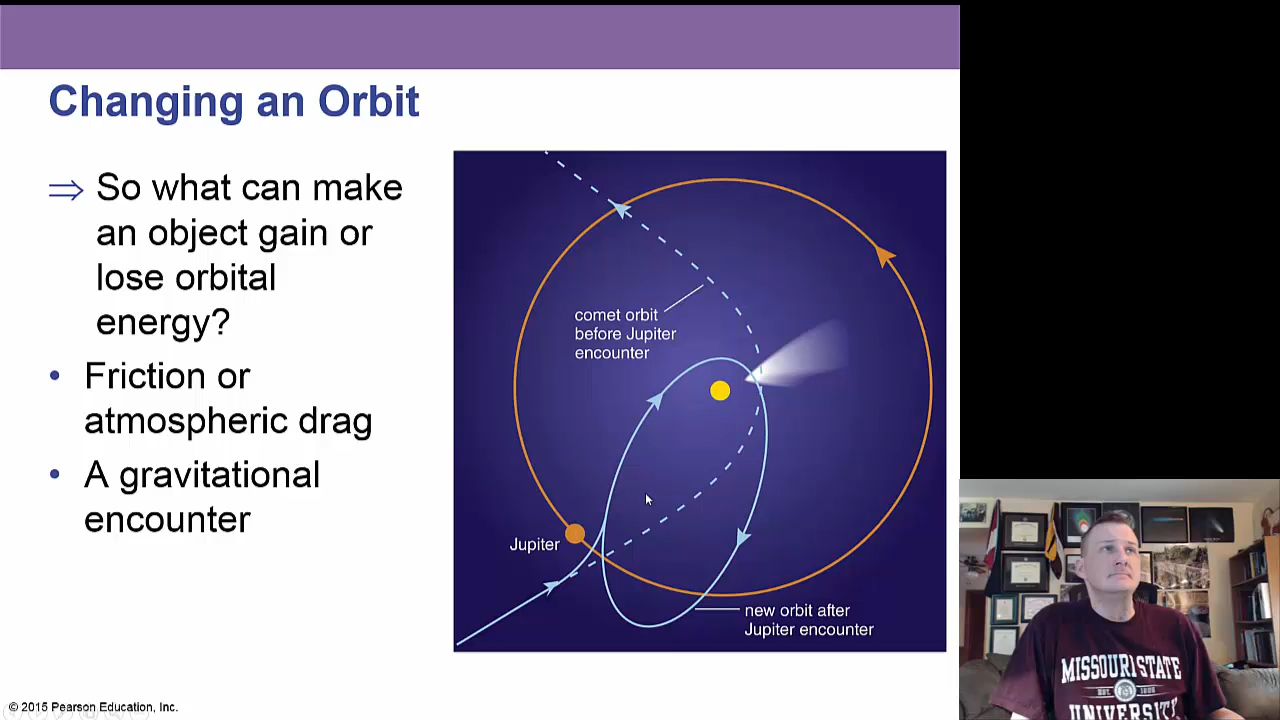 Changing an Orbit
⇒ So what can make
an object gain or
lose orbital
energy?
• Friction or
atmospheric drag
• A gravitational
encounter
comet orbit
before Jupiter
encounter
Jupiter
new orbit after
Jupiter encounter
© 2015 Pearson Education, Inc.
MISSOURI STATE
UNIVERSITY